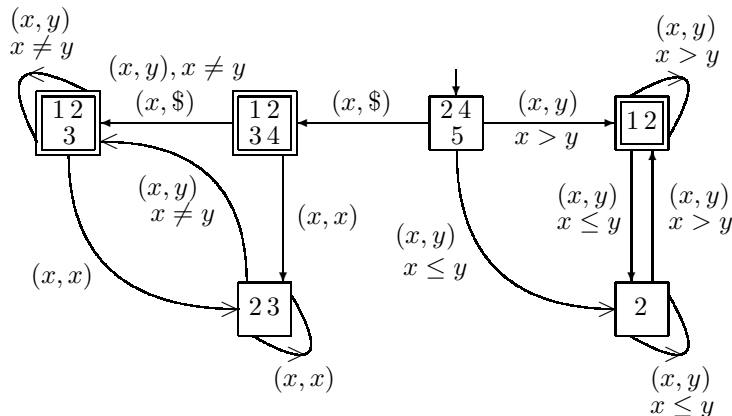 (x, y)
x ≠ y
(x, y), x ≠ y
(x, $)
(x, $)
(x, y)
x > y
(x, y)
x > y
1 2
3
1 2
3 4
2 4
5
1 2
(x, y)
x ≠ y
(x, x)
(x, y)
x ≤ y
(x, y)
x ≤ y
(x, y)
x > y
(x, x)
2 3
2
(x, x)
(x, y)
x ≤ y